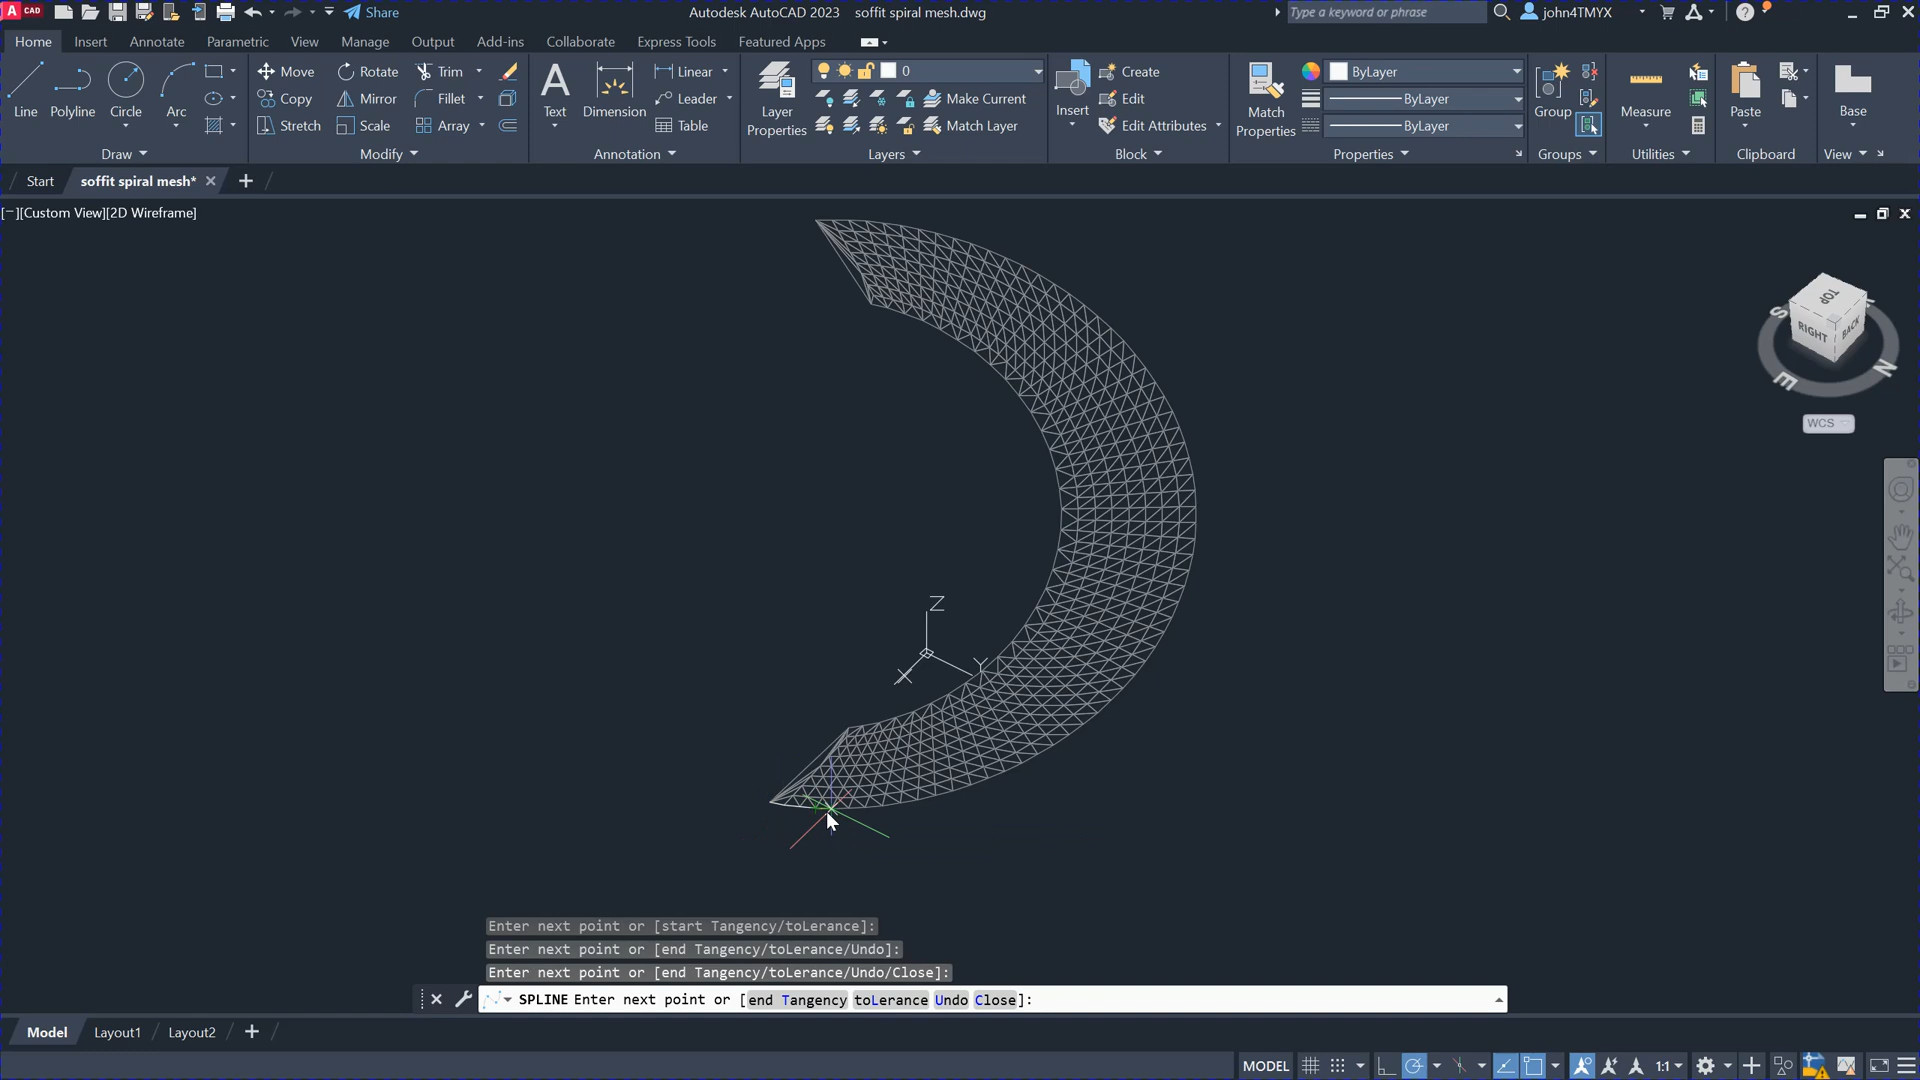 CAD
Share
Autodesk AutoCAD 2023 soffit spiral mesh.dwg
Type a keyword or phrase
john4TMYX
Home Insert Annotate Parametric View Manage Output Add-ins Collaborate Express Tools Featured Apps
Line Polyline Circle Arc
Move Rotate Trim
Copy Mirror Fillet
Stretch Scale Array
Text Dimension
Linear
Leader
Table
Layer Properties
0
Make Current
Match Layer
Insert
Create
Edit
Edit Attributes
Match Properties
ByLayer
ByLayer
ByLayer
Group
Measure
Paste
Base
Draw Modify Annotation Layers Block Properties Groups Utilities Clipboard View
Start soffit spiral mesh*
[−][Custom View][2D Wireframe]
TOP
RIGHT BACK
S
N
E
WCS
Z
X Y
Enter next point or [start Tangency/toLerance]:
Enter next point or [end Tangency/toLerance/Undo]:
Enter next point or [end Tangency/toLerance/Undo/Close]:
SPLINE Enter next point or [end Tangency toLerance Undo Close]:
Model Layout1 Layout2
MODEL 1:1